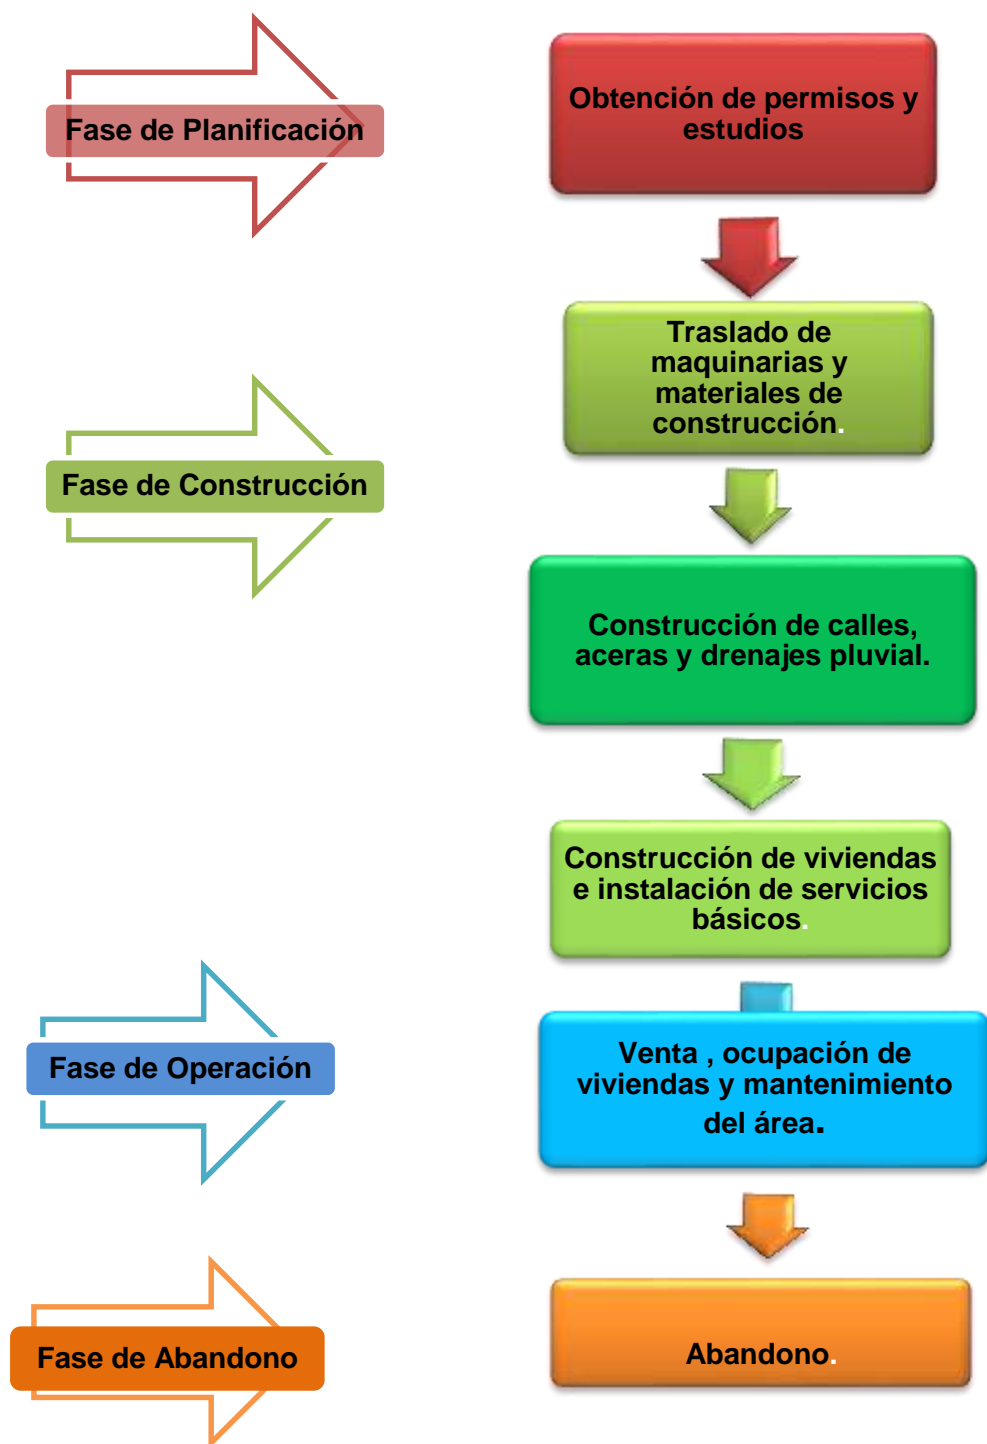 Fase de Planificación
Obtención de permisos y
estudios
Traslado de
maquinarias y
materiales de
construcción.
Fase de Construcción
Construcción de calles,
aceras y drenajes pluvial.
Construcción de viviendas
e instalación de servicios
básicos.
Fase de Operación
Venta , ocupación de
viviendas y mantenimiento
del área.
Fase de Abandono
Abandono.